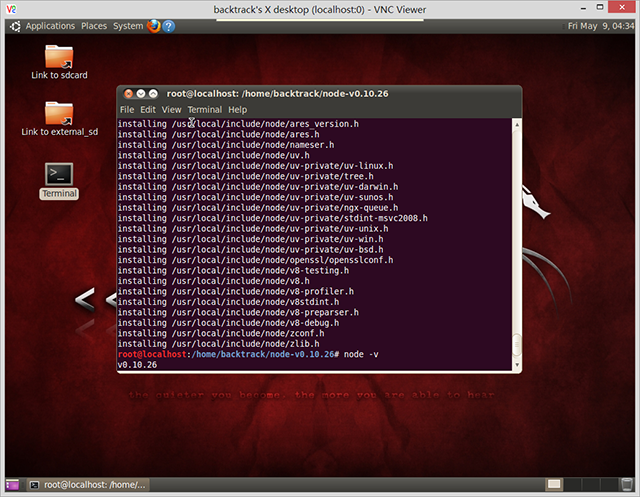 backtrack's X desktop (localhost:0) - VNC Viewer
Applications Places System
Fri May 9, 04:34
Link to sdcard
Link to external_sd
Terminal
root@localhost: /home/backtrack/node-v0.10.26
File Edit View Terminal Help
installing /usr/local/include/node/ares_version.h
installing /usr/local/include/node/ares.h
installing /usr/local/include/node/nameser.h
installing /usr/local/include/node/uv.h
installing /usr/local/include/node/uv-private/uv-linux.h
installing /usr/local/include/node/uv-private/tree.h
installing /usr/local/include/node/uv-private/uv-darwin.h
installing /usr/local/include/node/uv-private/uv-sunos.h
installing /usr/local/include/node/uv-private/ngx-queue.h
installing /usr/local/include/node/uv-private/stdint-msvc2008.h
installing /usr/local/include/node/uv-private/uv-unix.h
installing /usr/local/include/node/uv-private/uv-win.h
installing /usr/local/include/node/uv-private/uv-bsd.h
installing /usr/local/include/node/openssl/opensslconf.h
installing /usr/local/include/node/v8-testing.h
installing /usr/local/include/node/v8.h
installing /usr/local/include/node/v8-profiler.h
installing /usr/local/include/node/v8stdint.h
installing /usr/local/include/node/v8-preparser.h
installing /usr/local/include/node/v8-debug.h
installing /usr/local/include/node/zconf.h
installing /usr/local/include/node/zlib.h
root@localhost:/home/backtrack/node-v0.10.26# node -v
v0.10.26
<<
the quieter you become, the more you are able to hear
root@localhost: /home/...